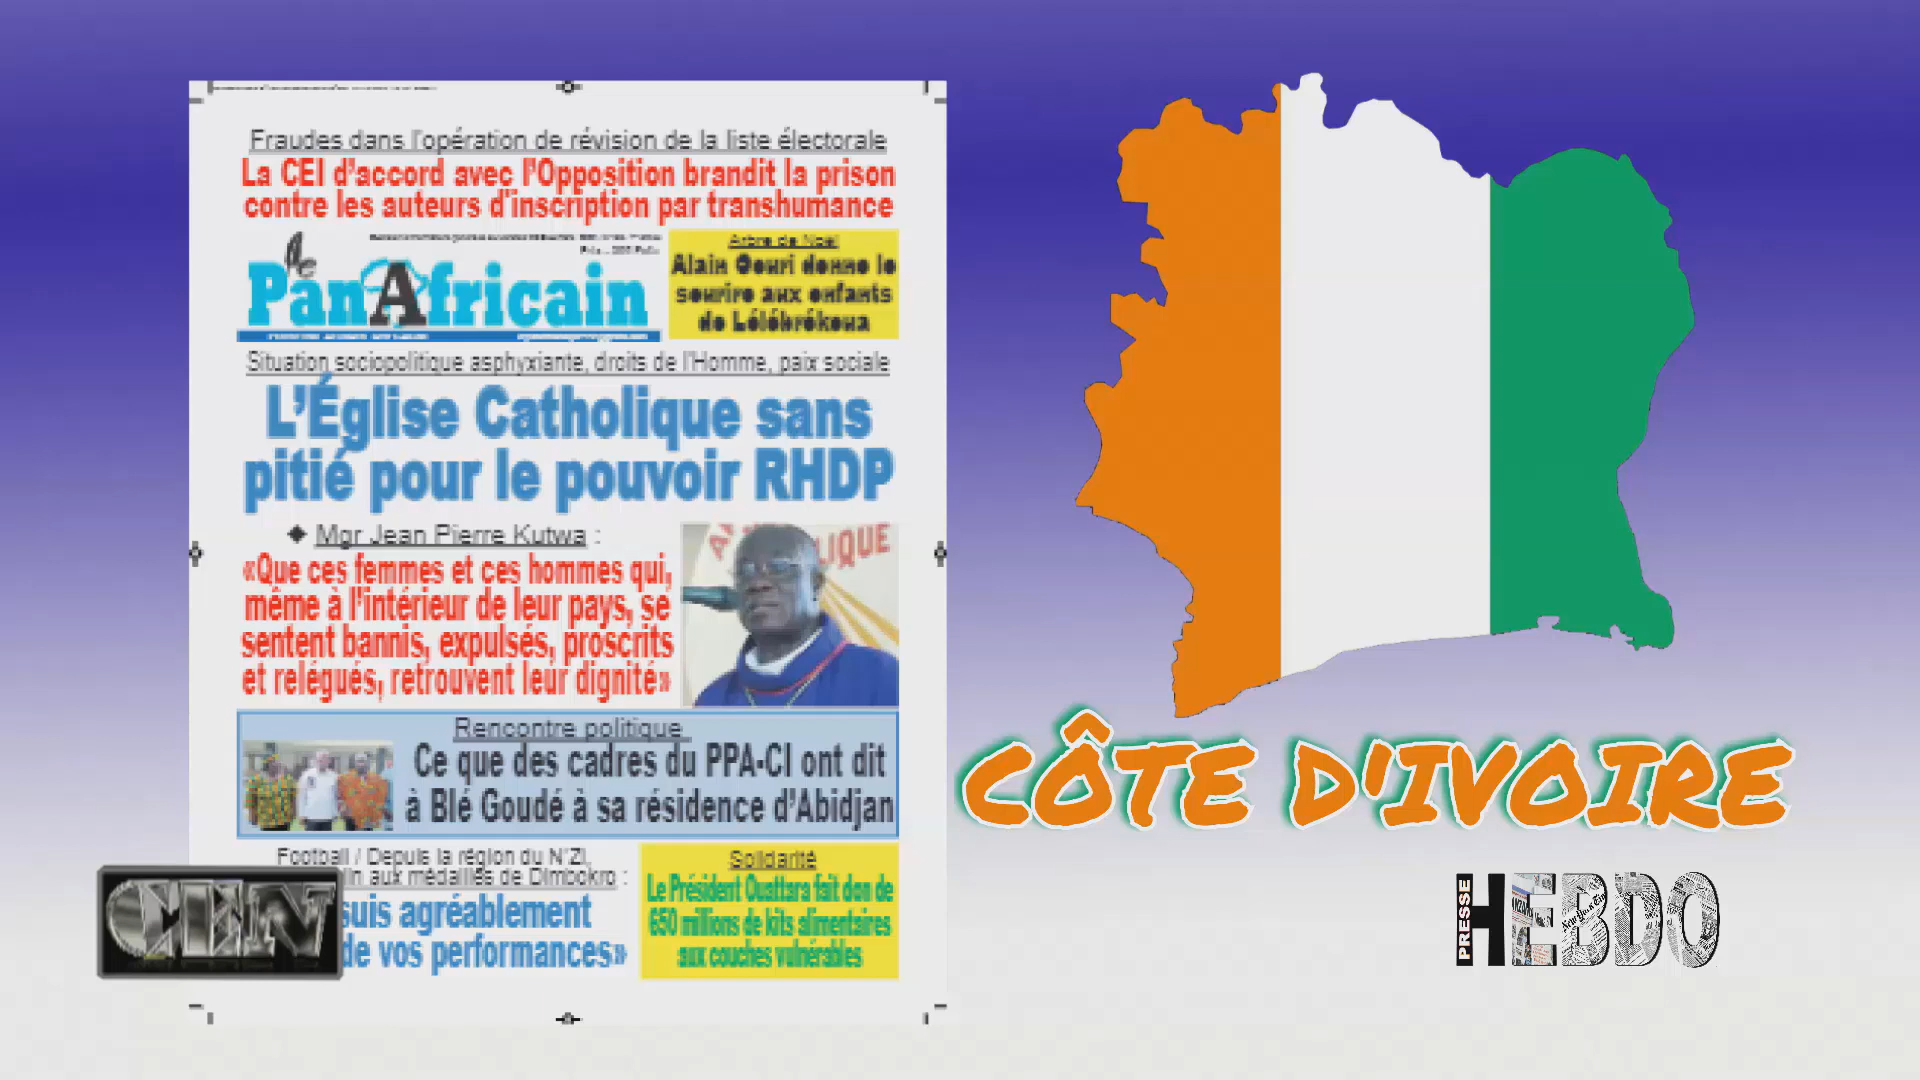 Fraudes dans l'opération de révision de la liste électorale
La CEI d'accord avec l'Opposition brandit la prison
contre les auteurs d'inscription par transhumance
le
PanAfricain
Arbre de Noël
Alain Gouri donne le
sourire aux enfants
de Lélébrékoua
Situation sociopolitique asphyxiante, droits de l'Homme, paix sociale
L'Église Catholique sans
pitié pour le pouvoir RHDP
◆ Mgr Jean Pierre Kutwa :
«Que ces femmes et ces hommes qui,
même à l'intérieur de leur pays, se
sentent bannis, expulsés, proscrits
et relégués, retrouvent leur dignité»
LIQUE
Rencontre politique
Ce que des cadres du PPA-CI ont dit
à Blé Goudé à sa résidence d'Abidjan
Football / Depuis la région du N'Zi,
aux médaillés de Dimbokro :
suis agréablement
de vos performances»
Solidarité
Le Président Ouattara fait don de
650 millions de kits alimentaires
aux couches vulnérables
CÔTE D'IVOIRE
PRESSE
HEBDO